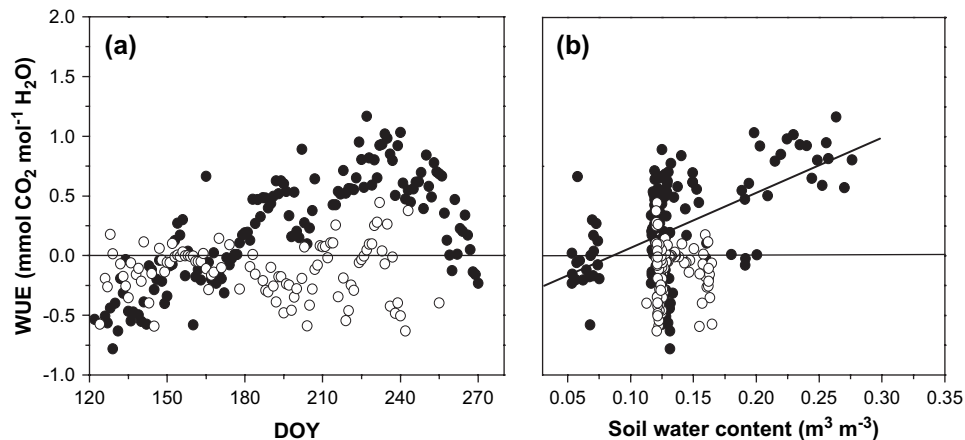 (a)
(b)
WUE (mmol CO₂ mol⁻¹ H₂O)
2.0
1.5
1.0
0.5
0.0
-0.5
-1.0
120 150 180 210 240 270
DOY
0.05 0.10 0.15 0.20 0.25 0.30 0.35
Soil water content (m³ m⁻³)